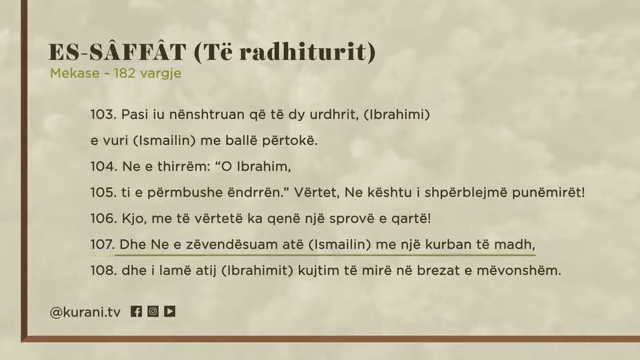 ES-SÂFFÂT (Të radhiturit)
Mekase - 182 vargje
103. Pasi iu nënshtruan që të dy urdhrit, (Ibrahimi)
e vuri (Ismailin) me ballë përtokë.
104. Ne e thirrëm: “O Ibrahim,
105. ti e përmbushe ëndrrën.” Vërtet, Ne kështu i shpërblejmë punëmirët!
106. Kjo, me të vërtetë ka qenë një sprovë e qartë!
107. Dhe Ne e zëvendësuam atë (Ismailin) me një kurban të madh,
108. dhe i lamë atij (Ibrahimit) kujtim të mirë në brezat e mëvonshëm.
@kurani.tv